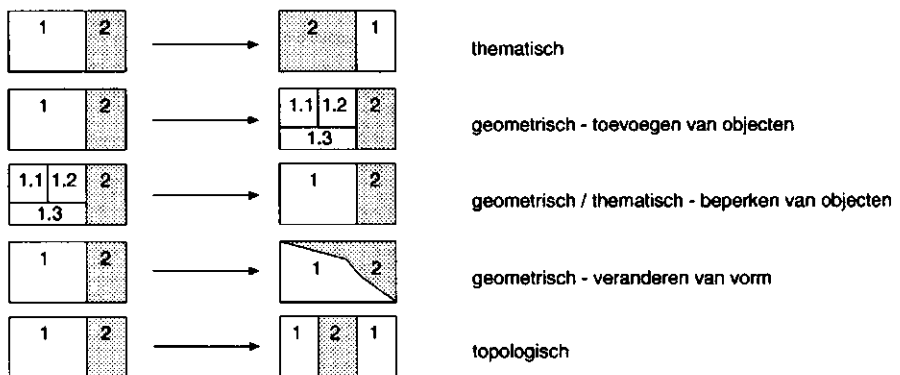 1 2 2 1 thematisch
1 2 1.1 1.2 2 geometrisch - toevoegen van objecten
1.3
1.1 1.2 2 1 2 geometrisch / thematisch - beperken van objecten
1.3
1 2 1 2 geometrisch - veranderen van vorm
1 2 1 2 1 topologisch